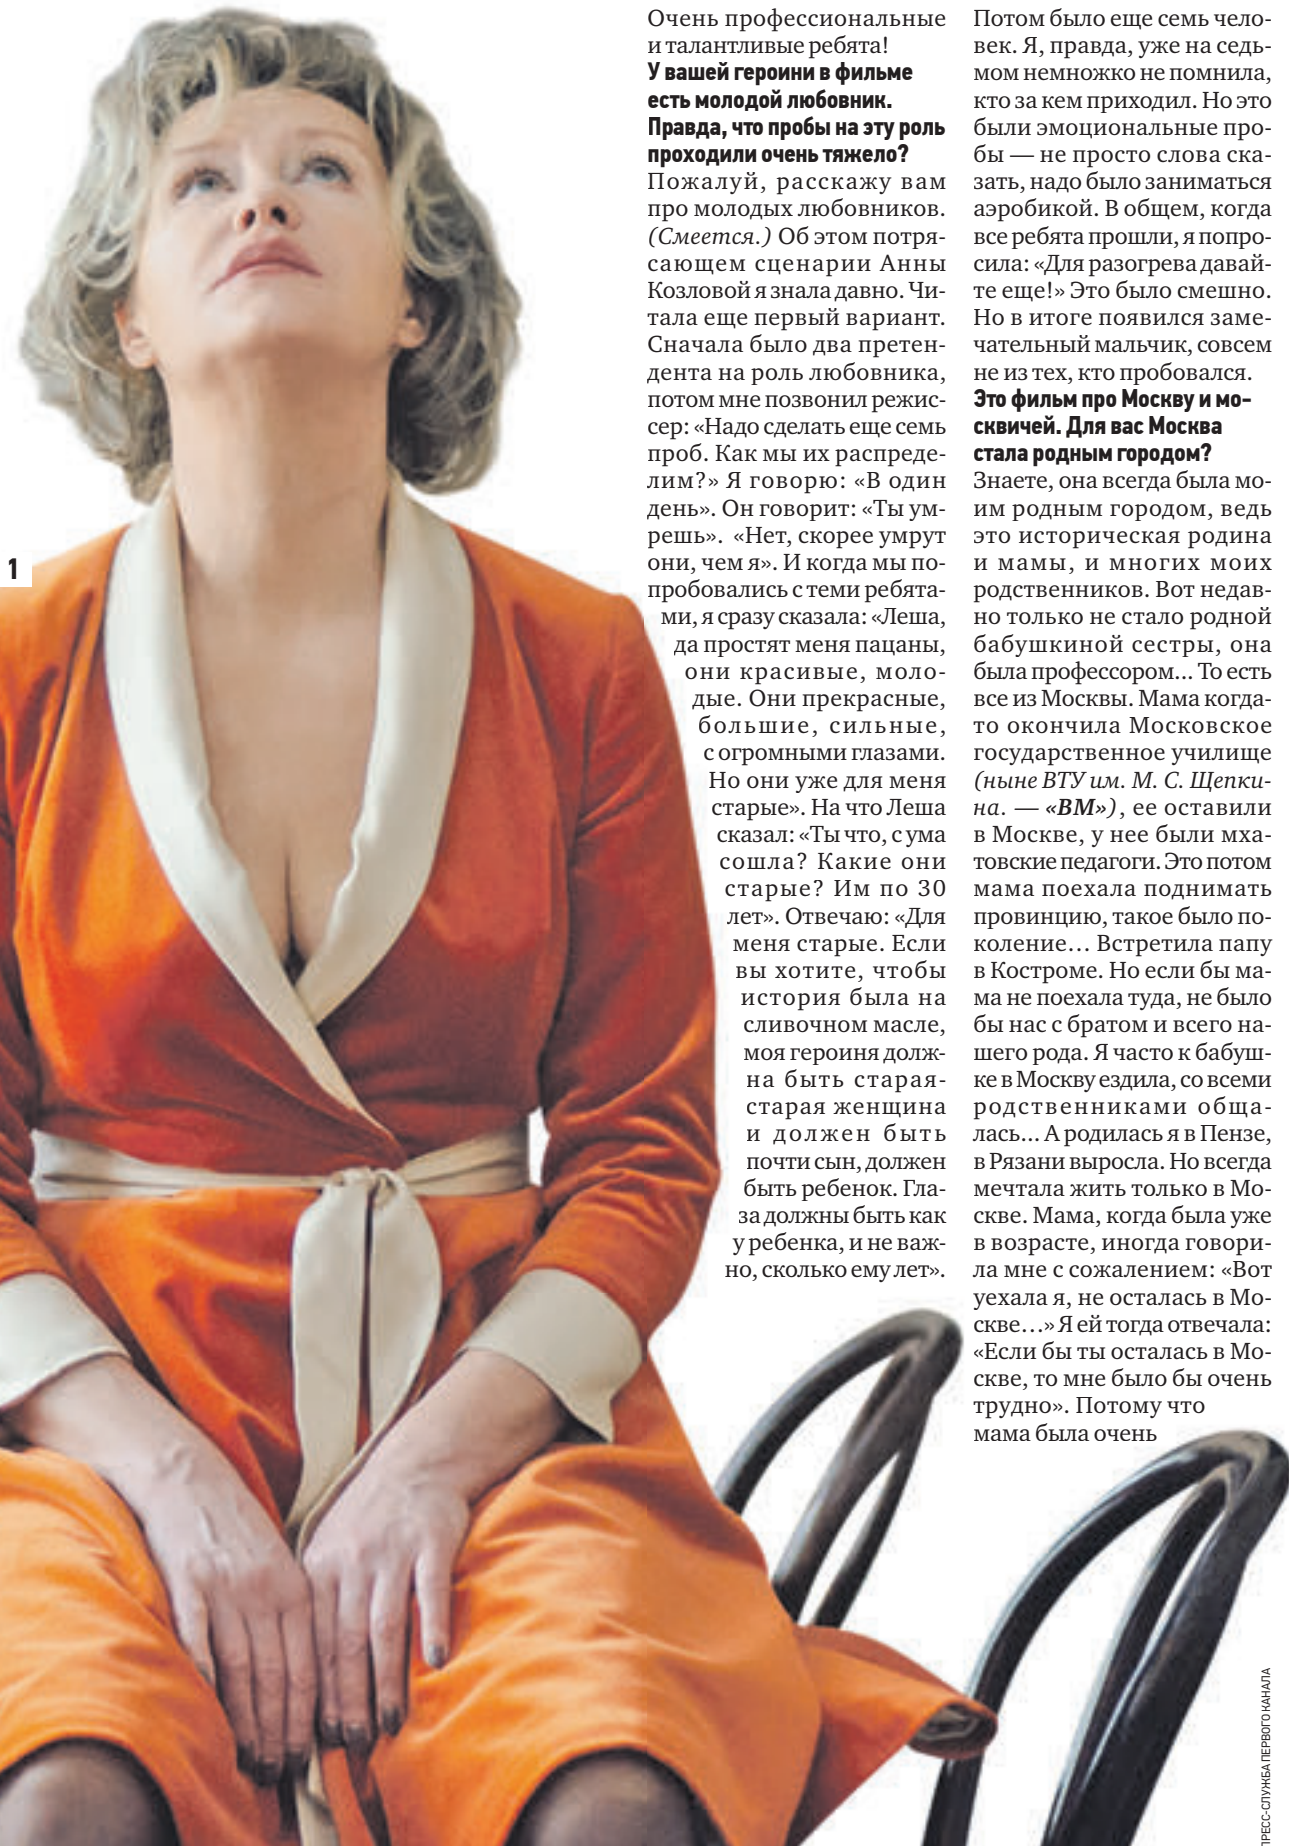 1
Очень профессиональные
и талантливые ребята!
У вашей героини в фильме
есть молодой любовник.
Правда, что пробы на эту роль
проходили очень тяжело?
Пожалуй, расскажу вам
про молодых любовников.
(Смеется.) Об этом потря-
сающем сценарии Анны
Козловой я знала давно. Чи-
тала еще первый вариант.
Сначала было два претен-
дента на роль любовника,
потом мне позвонил режис-
сер: «Надо сделать еще семь
проб. Как мы их распреде-
лим?» Я говорю: «В один
день». Он говорит: «Ты ум-
решь». «Нет, скорее умрут
они, чем я». И когда мы по-
пробовались с теми ребята-
ми, я сразу сказала: «Леша,
да простят меня пацаны,
они красивые, моло-
дые. Они прекрасные,
большие, сильные,
с огромными глазами.
Но они уже для меня
старые». На что Леша
сказал: «Ты что, с ума
сошла? Какие они
старые? Им по 30
лет». Отвечаю: «Для
меня старые. Если
вы хотите, чтобы
история была на
сливочном масле,
моя героиня долж-
на быть старая-
старая женщина
и должен быть
почти сын, должен
быть ребенок. Гла-
за должны быть как
у ребенка, и не важ-
но, сколько ему лет».
Потом было еще семь чело-
век. Я, правда, уже на седь-
мом немножко не помнила,
кто за кем приходил. Но это
были эмоциональные про-
бы — не просто слова ска-
зать, надо было заниматься
аэробикой. В общем, когда
все ребята прошли, я попро-
сила: «Для разогрева давай-
те еще!» Это было смешно.
Но в итоге появился заме-
чательный мальчик, совсем
не из тех, кто пробовался.
Это фильм про Москву и мо-
сквичей. Для вас Москва
стала родным городом?
Знаете, она всегда была мо-
им родным городом, ведь
это историческая родина
и мамы, и многих моих
родственников. Вот недав-
но только не стало родной
бабушкиной сестры, она
была профессором... То есть
все из Москвы. Мама когда-
то окончила Московское
государственное училище
(ныне ВТУ им. М. С. Щепки-
на. — «ВМ»), ее оставили
в Москве, у нее были мха-
товские педагоги. Это потом
мама поехала поднимать
провинцию, такое было по-
коление... Встретила папу
в Костроме. Но если бы ма-
ма не поехала туда, не было
бы нас с братом и всего на-
шего рода. Я часто к бабуш-
ке в Москву ездила, со всеми
родственниками обща-
лась... А родилась я в Пензе,
в Рязани выросла. Но всегда
мечтала жить только в Мо-
скве. Мама, когда была уже
в возрасте, иногда говори-
ла мне с сожалением: «Вот
уехала я, не осталась в Мо-
скве...» Я ей тогда отвечала:
«Если бы ты осталась в Мо-
скве, то мне было бы очень
трудно». Потому что
мама была очень
ПРЕСС-СЛУЖБА ПЕРВОГО КАНАЛА